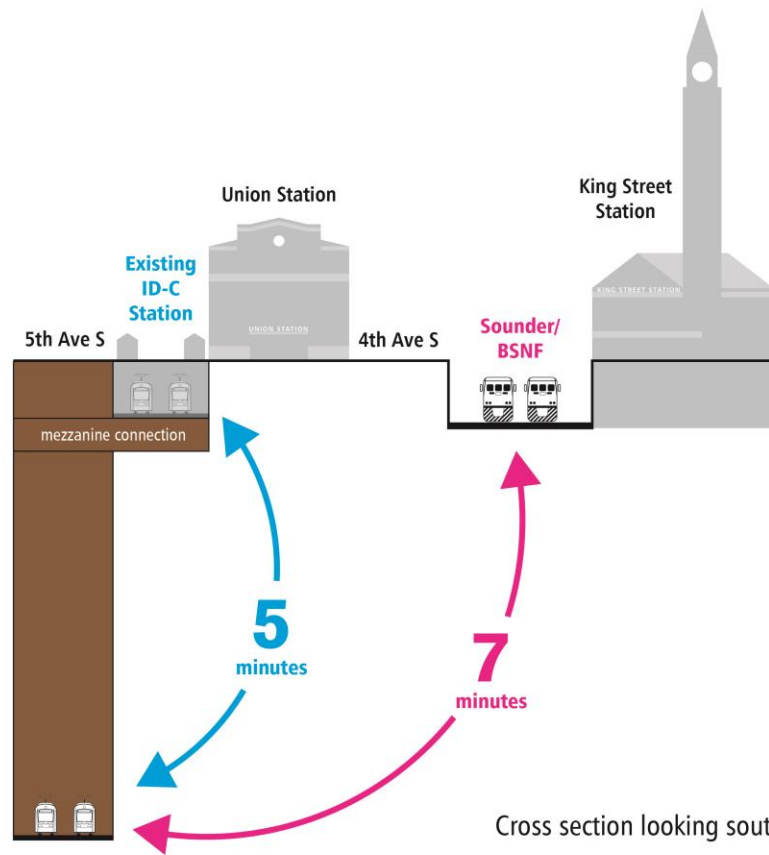 Union Station
King Street
Station
Existing
ID-C
Station
5th Ave S
UNION STATION
4th Ave S
Sounder/
BSNF
KING STREET STATION
mezzanine connection
5
minutes
7
minutes
Cross section looking sout